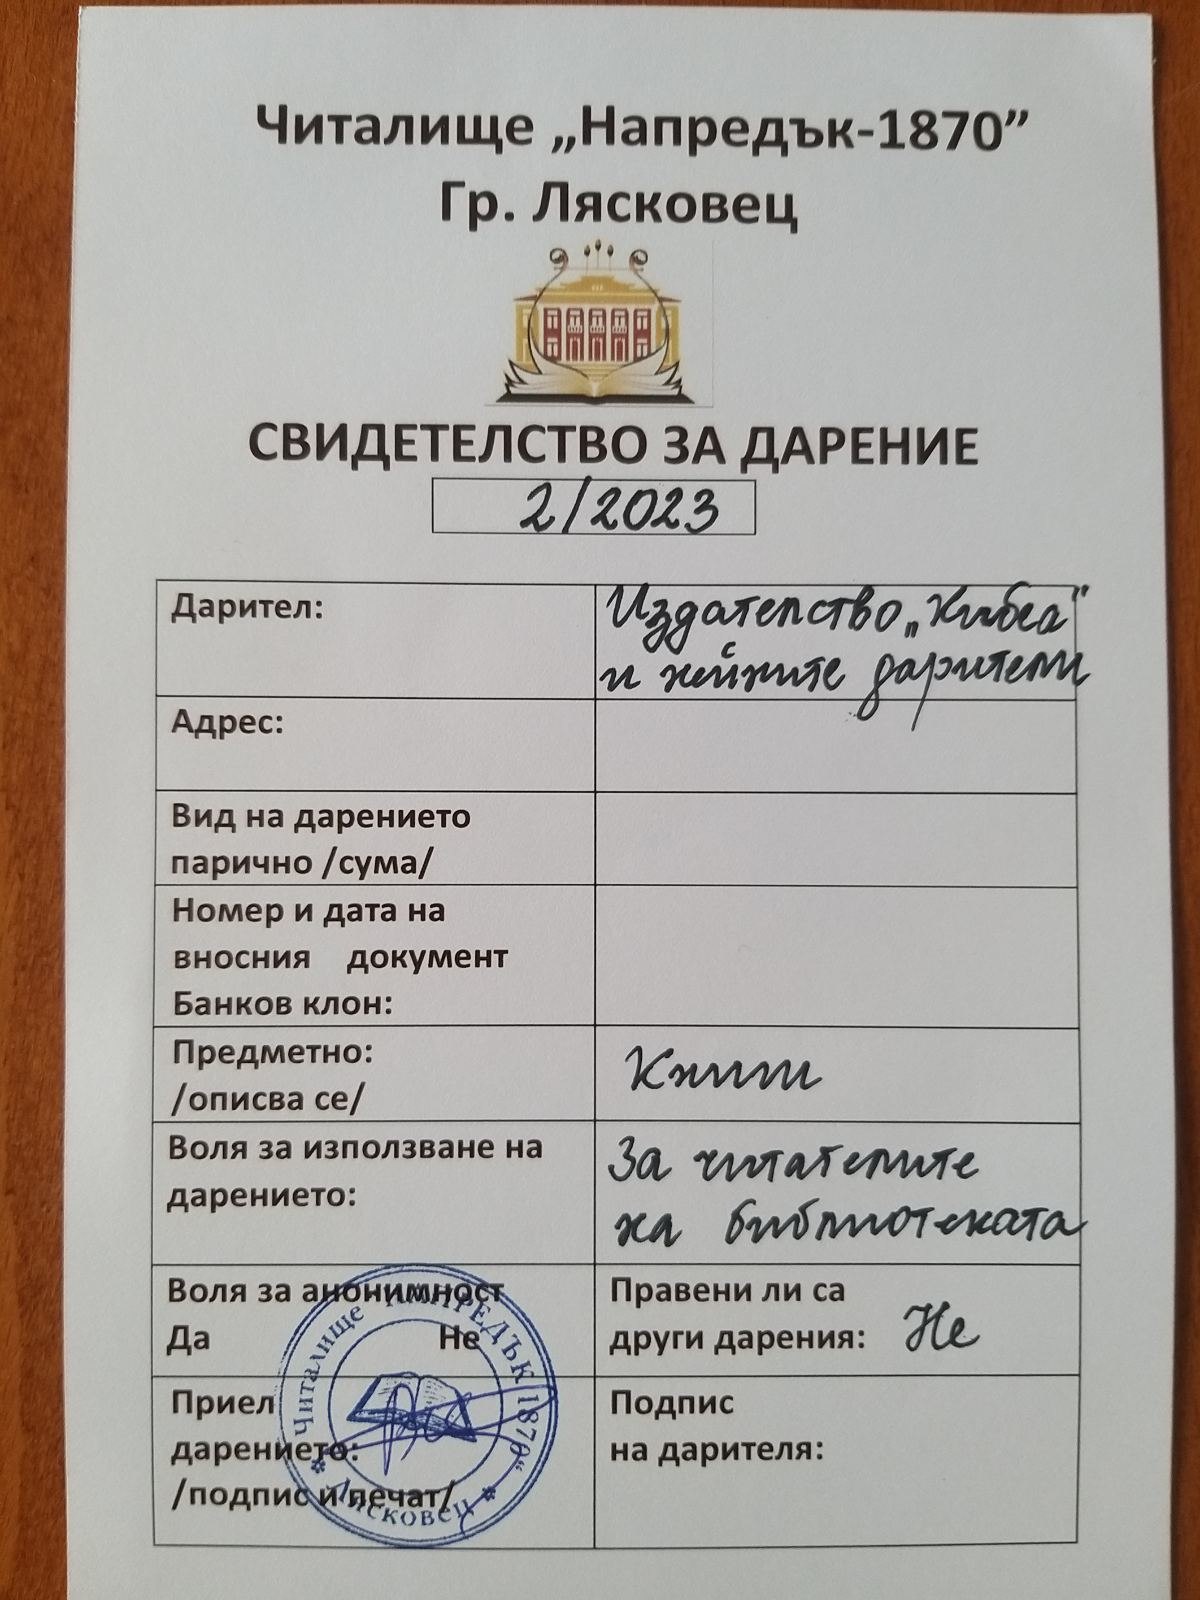 Читалище „Напредък-1870”
Гр. Лясковец
СВИДЕТЕЛСТВО ЗА ДАРЕНИЕ
2/2023
Дарител:
Издателство „Кибеа"
и нейните дарители
Адрес:
Вид на дарението
парично /сума/
Номер и дата на
вносния документ
Банков клон:
Предметно:
/описва се/
Книги
Воля за използване на
дарението:
За читателите
на библиотеката
Воля за анонимност
Да Не
Правени ли са
други дарения: Не
Приел
дарението:
/подпис и печат/
Читалище „НАПРЕДЪК 1870“
Лясковец
Подпис
на дарителя: